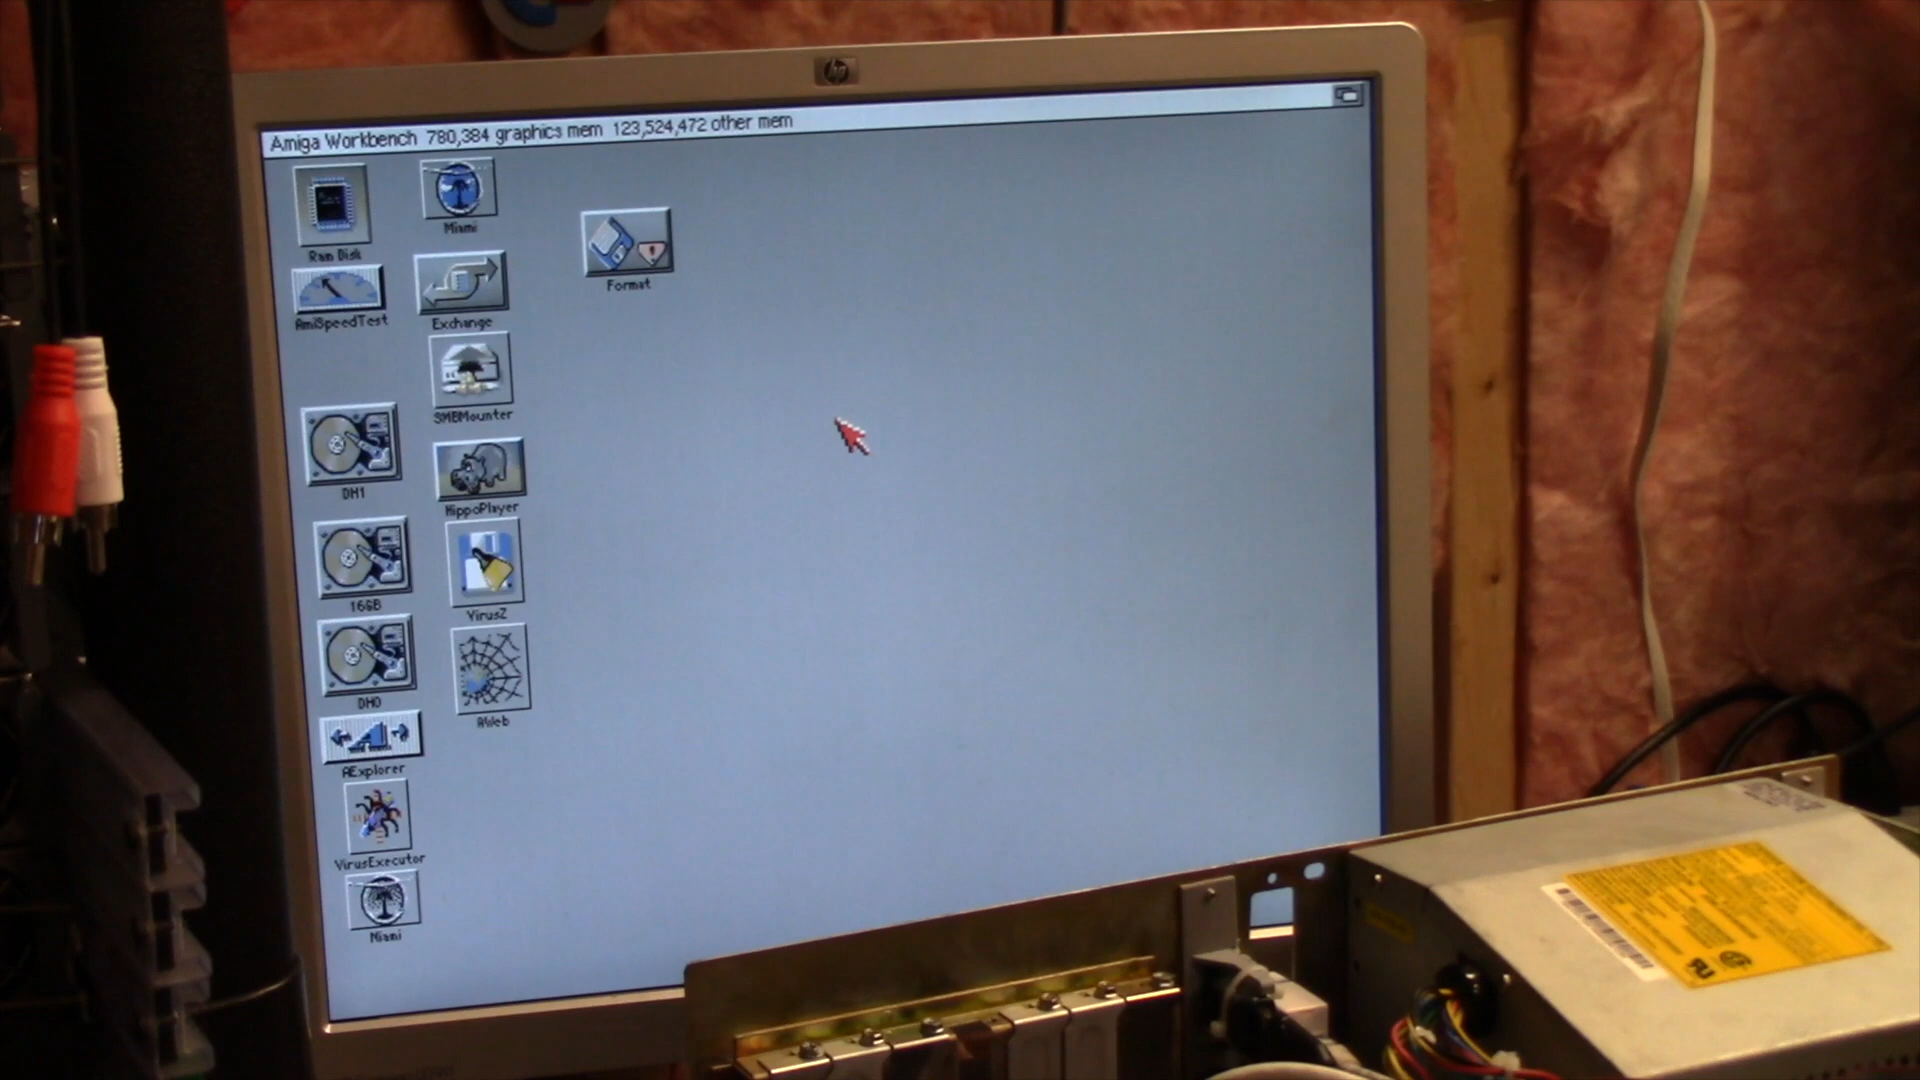 hp
Amiga Workbench 780,384 graphics mem 123,524,472 other mem
Ram Disk
AmiSpeedTest
DH1
16GB
DH0
AExplorer
VirusExecutor
Miami
Miami
Exchange
SMBMounter
HippoPlayer
VirusZ
AWeb
Format